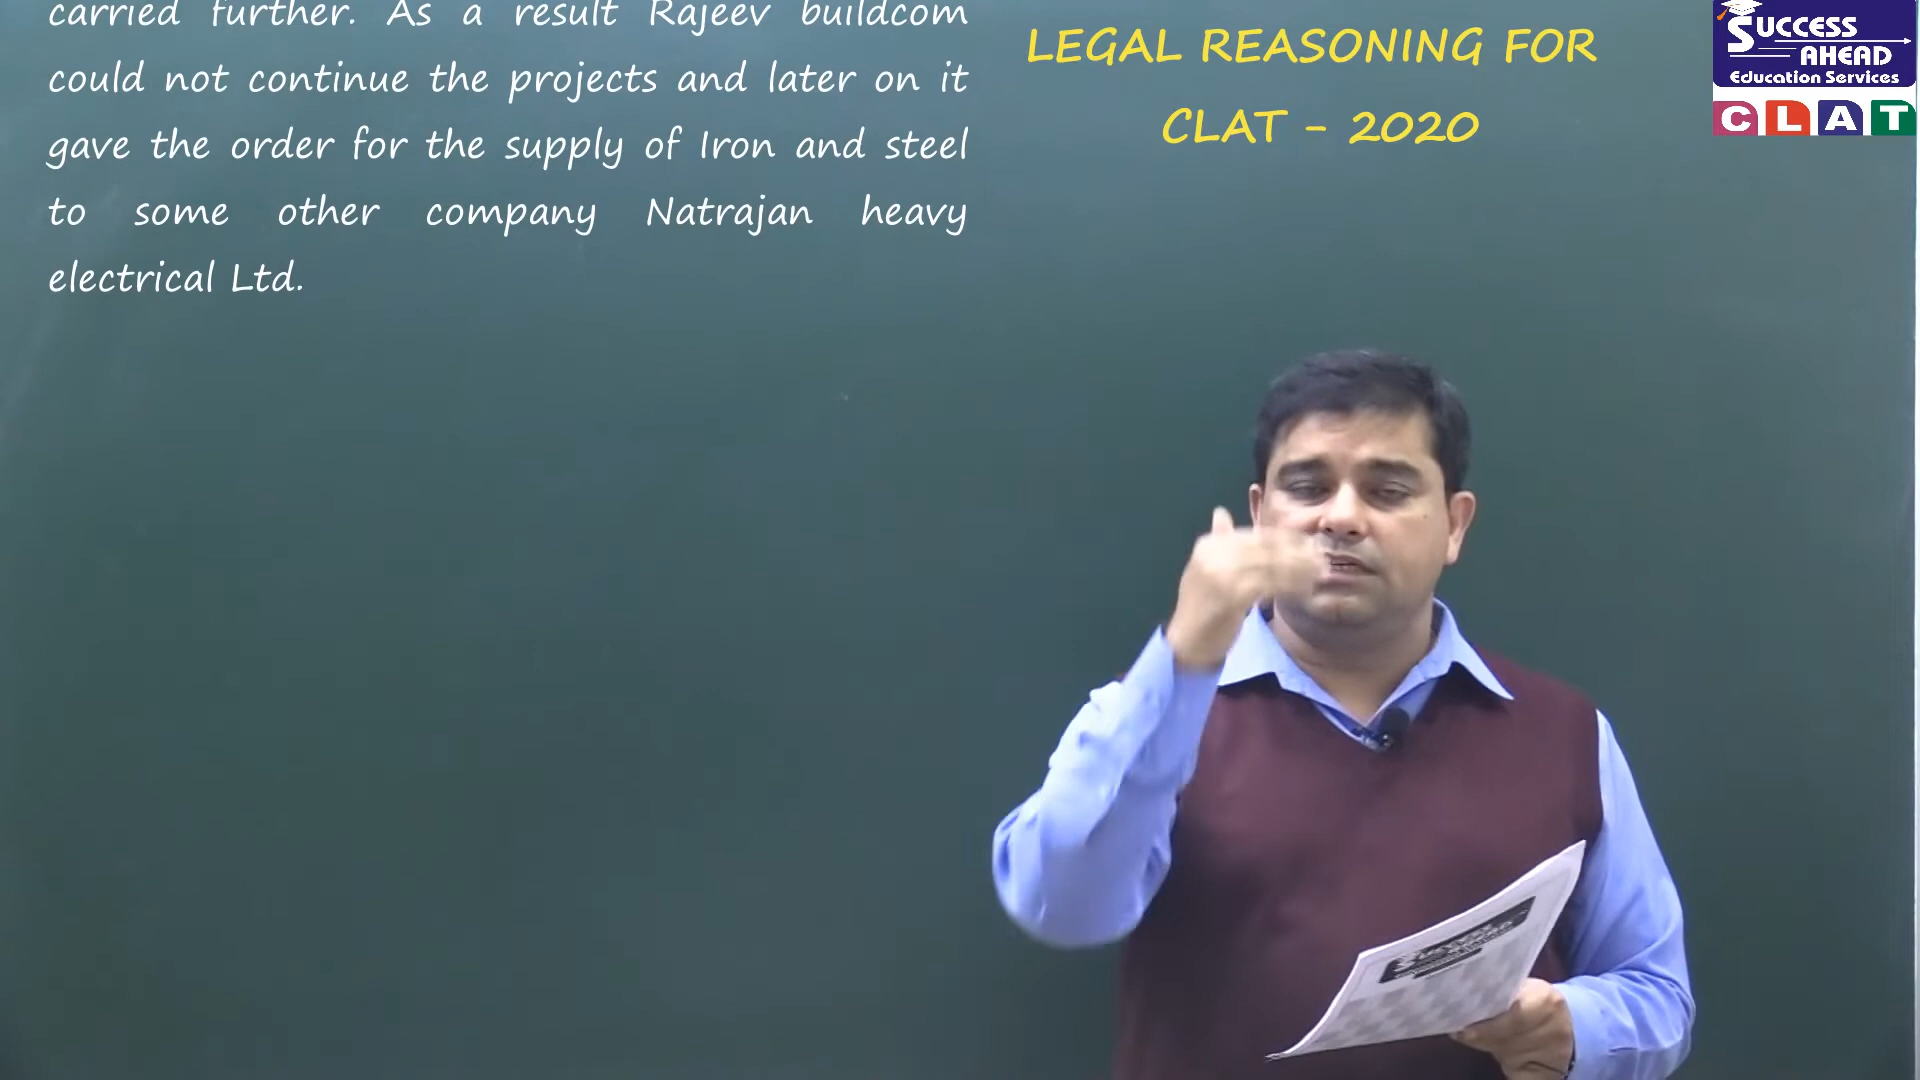 carried further. As a result Rajeev buildcom
could not continue the projects and later on it
gave the order for the supply of Iron and steel
to some other company Natrajan heavy
electrical Ltd.
LEGAL REASONING FOR
CLAT - 2020
SUCCESS
AHEAD
Education Services
CLAT